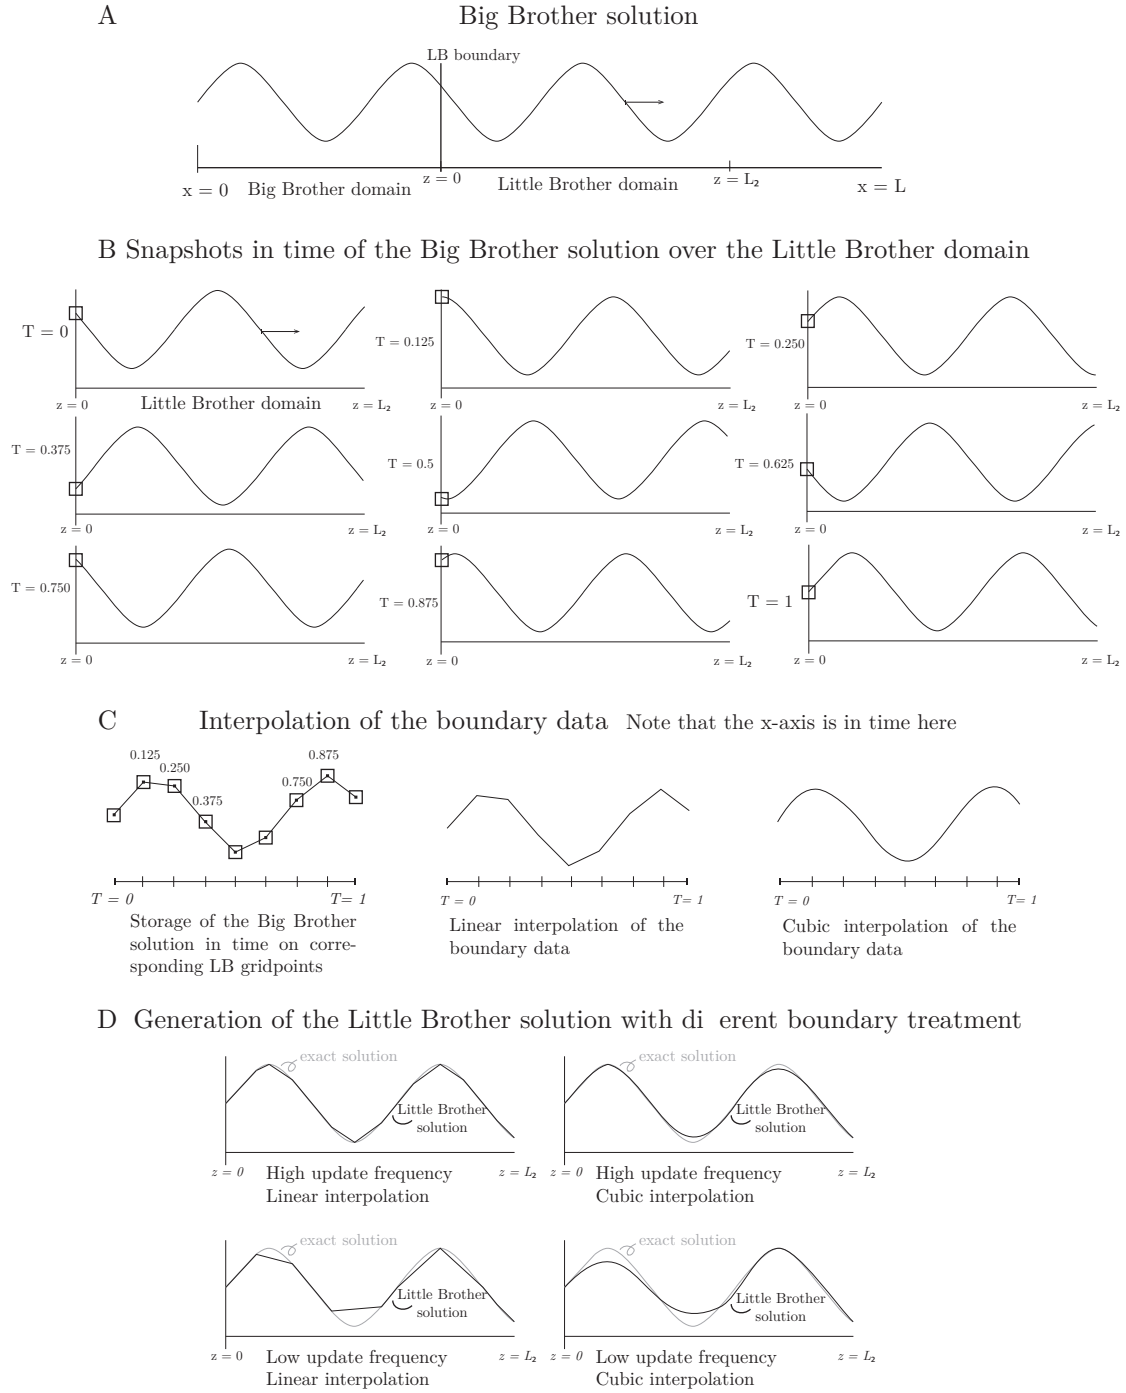 A Big Brother solution
LB boundary
x = 0 Big Brother domain z = 0 Little Brother domain z = L₂ x = L
B Snapshots in time of the Big Brother solution over the Little Brother domain
T = 0
T = 0.125
T = 0.250
z = 0 Little Brother domain z = L₂
z = 0 z = L₂
z = 0 z = L₂
T = 0.375
T = 0.5
T = 0.625
z = 0 z = L₂
z = 0 z = L₂
z = 0 z = L₂
T = 0.750
T = 0.875
T = 1
z = 0 z = L₂
z = 0 z = L₂
z = 0 z = L₂
C Interpolation of the boundary data Note that the x-axis is in time here
0.125
0.250
0.375
0.750
0.875
T = 0 T= 1
Storage of the Big Brother
solution in time on corre-
sponding LB gridpoints
T = 0 T= 1
Linear interpolation of the
boundary data
T = 0 T= 1
Cubic interpolation of the
boundary data
D Generation of the Little Brother solution with di erent boundary treatment
exact solution
Little Brother
solution
z = 0 z = L₂
High update frequency
Linear interpolation
exact solution
Little Brother
solution
z = 0 z = L₂
High update frequency
Cubic interpolation
exact solution
Little Brother
solution
z = 0 z = L₂
Low update frequency
Linear interpolation
exact solution
Little Brother
solution
z = 0 z = L₂
Low update frequency
Cubic interpolation